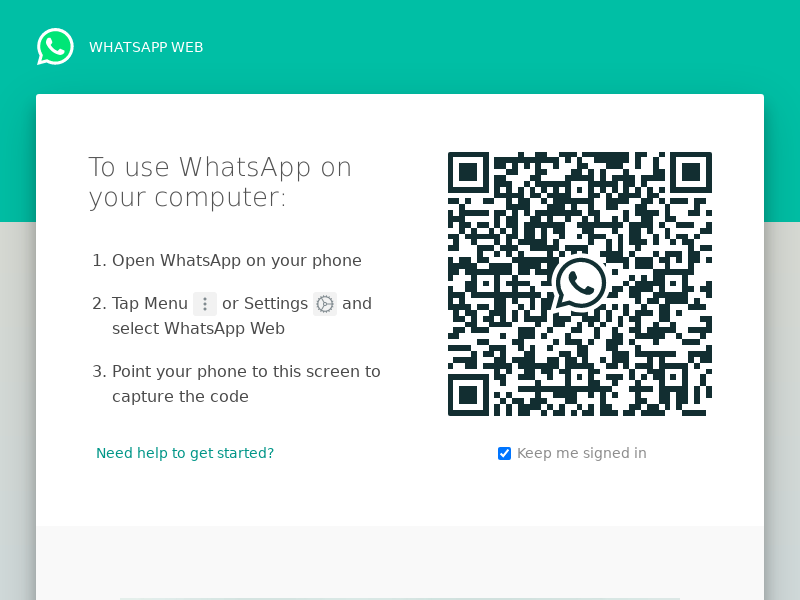 WHATSAPP WEB
To use WhatsApp on
your computer:
1. Open WhatsApp on your phone
2. Tap Menu or Settings and
select WhatsApp Web
3. Point your phone to this screen to
capture the code
Need help to get started?
Keep me signed in